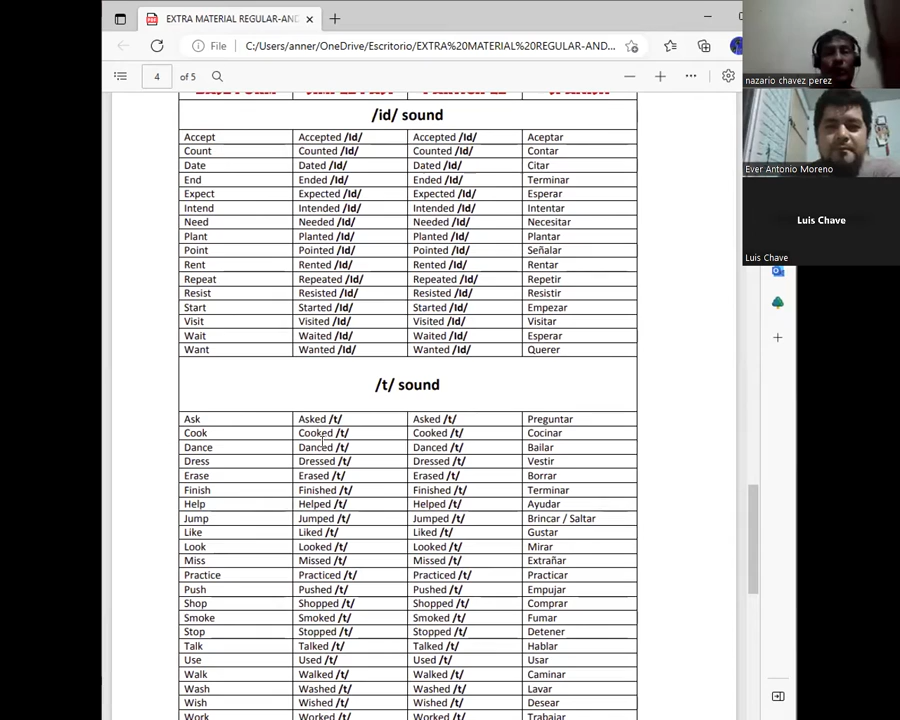 EXTRA MATERIAL REGULAR-AND
File
C:/Users/anner/OneDrive/Escritorio/EXTRA%20MATERIAL%20REGULAR-AND...
4 of 5
/id/ sound
Accept Accepted /Id/ Accepted /Id/ Aceptar
Count Counted /Id/ Counted /Id/ Contar
Date Dated /Id/ Dated /Id/ Citar
End Ended /Id/ Ended /Id/ Terminar
Expect Expected /Id/ Expected /Id/ Esperar
Intend Intended /Id/ Intended /Id/ Intentar
Need Needed /Id/ Needed /Id/ Necesitar
Plant Planted /Id/ Planted /Id/ Plantar
Point Pointed /Id/ Pointed /Id/ Señalar
Rent Rented /Id/ Rented /Id/ Rentar
Repeat Repeated /Id/ Repeated /Id/ Repetir
Resist Resisted /Id/ Resisted /Id/ Resistir
Start Started /Id/ Started /Id/ Empezar
Visit Visited /Id/ Visited /Id/ Visitar
Wait Waited /Id/ Waited /Id/ Esperar
Want Wanted /Id/ Wanted /Id/ Querer
/t/ sound
Ask Asked /t/ Asked /t/ Preguntar
Cook Cooked /t/ Cooked /t/ Cocinar
Dance Danced /t/ Danced /t/ Bailar
Dress Dressed /t/ Dressed /t/ Vestir
Erase Erased /t/ Erased /t/ Borrar
Finish Finished /t/ Finished /t/ Terminar
Help Helped /t/ Helped /t/ Ayudar
Jump Jumped /t/ Jumped /t/ Brincar / Saltar
Like Liked /t/ Liked /t/ Gustar
Look Looked /t/ Looked /t/ Mirar
Miss Missed /t/ Missed /t/ Extrañar
Practice Practiced /t/ Practiced /t/ Practicar
Push Pushed /t/ Pushed /t/ Empujar
Shop Shopped /t/ Shopped /t/ Comprar
Smoke Smoked /t/ Smoked /t/ Fumar
Stop Stopped /t/ Stopped /t/ Detener
Talk Talked /t/ Talked /t/ Hablar
Use Used /t/ Used /t/ Usar
Walk Walked /t/ Walked /t/ Caminar
Wash Washed /t/ Washed /t/ Lavar
Wish Wished /t/ Wished /t/ Desear
Work Worked /t/ Worked /t/ Trabajar
nazario chavez perez
Ever Antonio Moreno
Luis Chave
Luis Chave